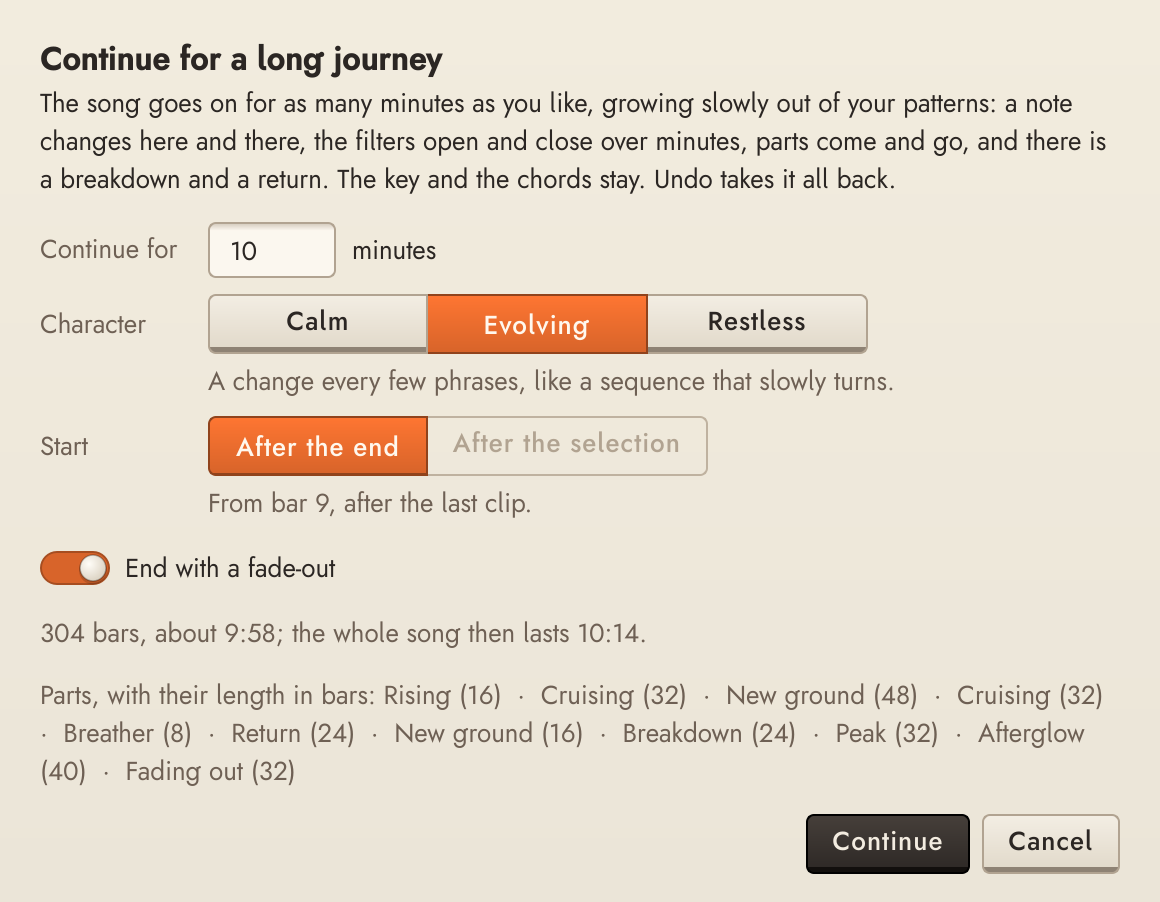 Continue for a long journey
The song goes on for as many minutes as you like, growing slowly out of your patterns: a note
changes here and there, the filters open and close over minutes, parts come and go, and there is
a breakdown and a return. The key and the chords stay. Undo takes it all back.
Continue for 10 minutes
Character Calm Evolving Restless
A change every few phrases, like a sequence that slowly turns.
Start After the end After the selection
From bar 9, after the last clip.
End with a fade-out
304 bars, about 9:58; the whole song then lasts 10:14.
Parts, with their length in bars: Rising (16) · Cruising (32) · New ground (48) · Cruising (32)
· Breather (8) · Return (24) · New ground (16) · Breakdown (24) · Peak (32) · Afterglow
(40) · Fading out (32)
Continue Cancel